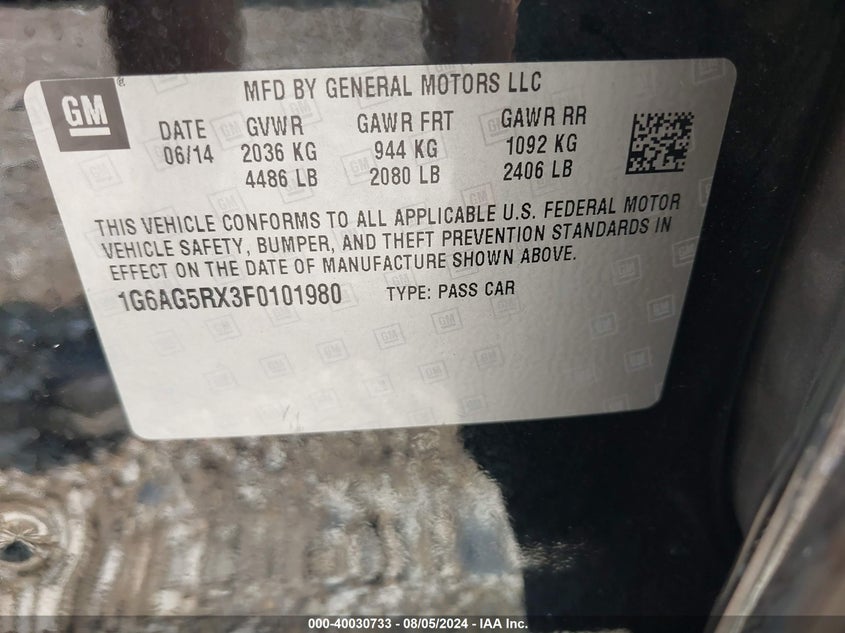 GM
MFD BY GENERAL MOTORS LLC
DATE GVWR GAWR FRT GAWR RR
06/14 2036 KG 944 KG 1092 KG
4486 LB 2080 LB 2406 LB
THIS VEHICLE CONFORMS TO ALL APPLICABLE U.S. FEDERAL MOTOR
VEHICLE SAFETY, BUMPER, AND THEFT PREVENTION STANDARDS IN
EFFECT ON THE DATE OF MANUFACTURE SHOWN ABOVE.
1G6AG5RX3F0101980 TYPE: PASS CAR
000-40030733 - 08/05/2024 - IAA Inc.